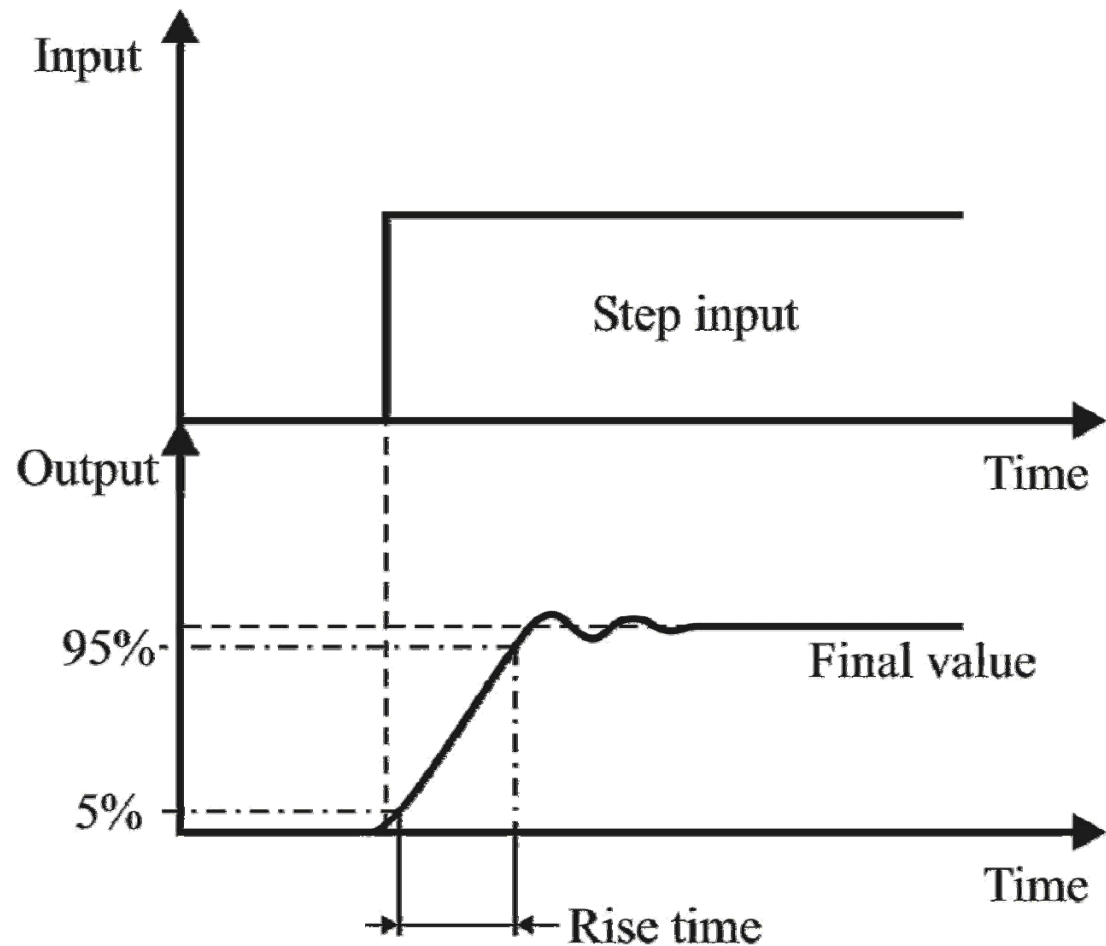 Input
Step input
Time
Output
95%
Final value
5%
Time
Rise time